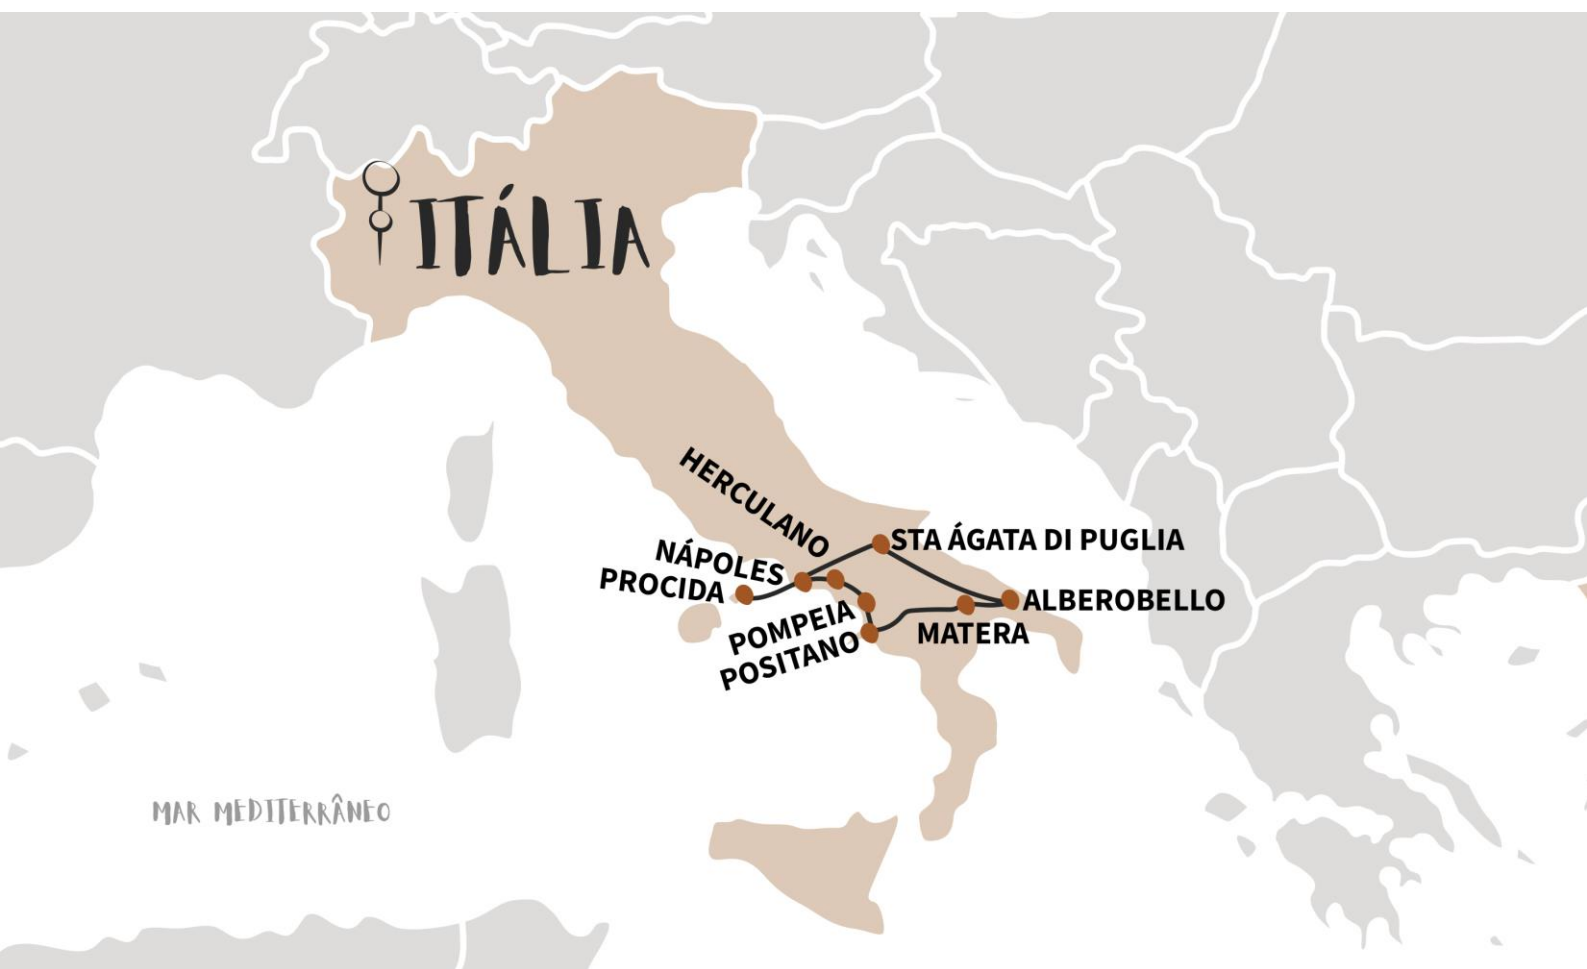 ITÁLIA
HERCULANO
STA ÁGATA DI PUGLIA
NÁPOLES
PROCIDA
ALBEROBELLO
POMPEIA
MATERA
POSITANO
MAR MEDITERRÂNEO